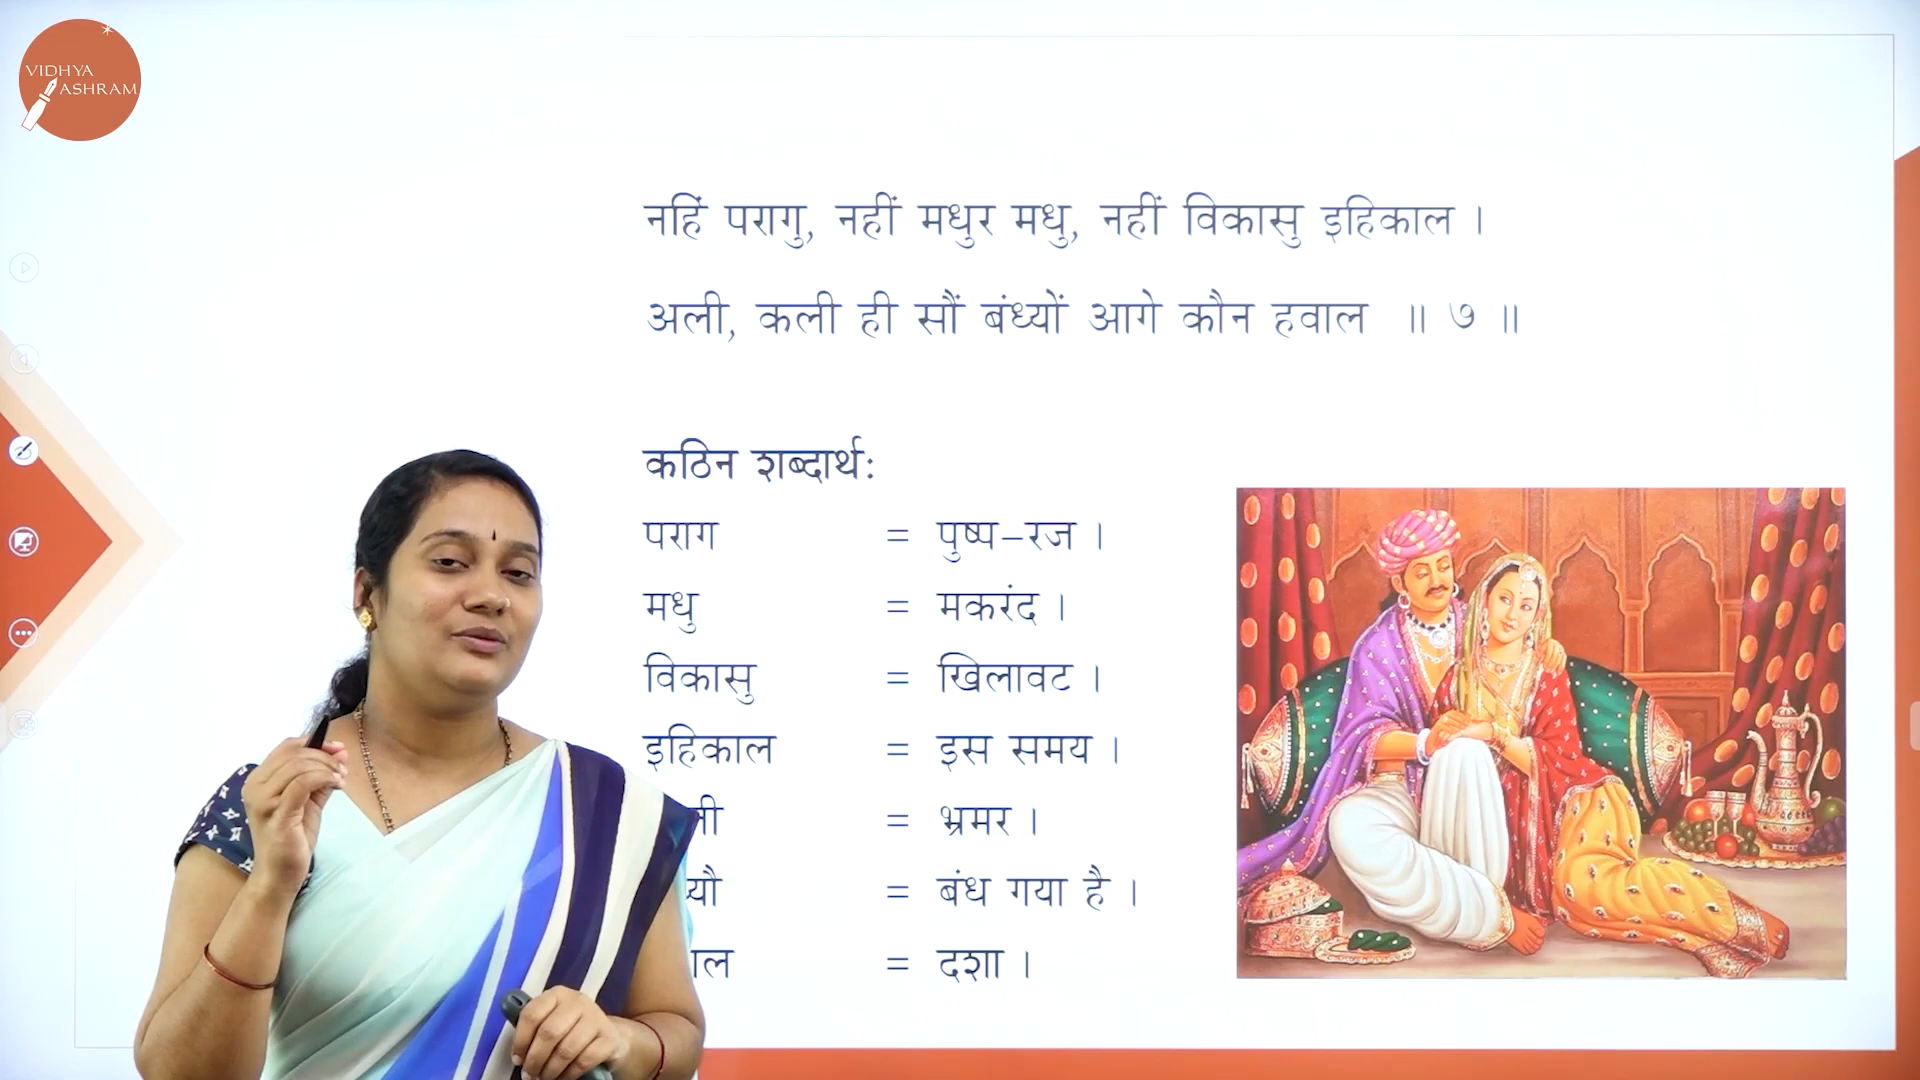 VIDHYA
ASHRAM
नहिं परागु, नहीं मधुर मधु, नहीं विकासु इहिकाल ।
अली, कली ही सौं बंध्यों आगे कौन हवाल ॥ ७ ॥
कठिन शब्दार्थ:
पराग = पुष्प-रज ।
मधु = मकरंद ।
विकासु = खिलावट ।
इहिकाल = इस समय ।
= भ्रमर ।
= बंध गया है ।
= दशा ।